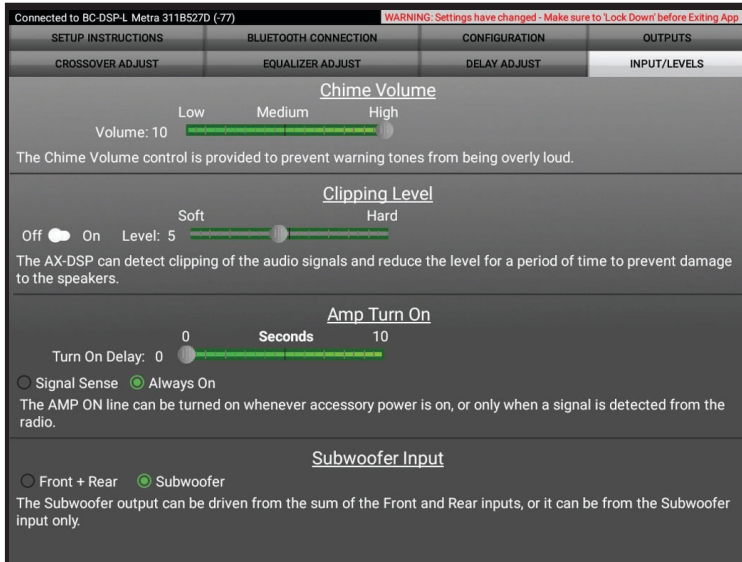 Connected to BC-DSP-L Metra 311B527D (-77)
WARNING: Settings have changed - Make sure to 'Lock Down' before Exiting App
SETUP INSTRUCTIONS
BLUETOOTH CONNECTION
CONFIGURATION
OUTPUTS
CROSSOVER ADJUST
EQUALIZER ADJUST
DELAY ADJUST
INPUT/LEVELS
Chime Volume
Low Medium High
Volume: 10
The Chime Volume control is provided to prevent warning tones from being overly loud.
Clipping Level
Soft Hard
Off On Level: 5
The AX-DSP can detect clipping of the audio signals and reduce the level for a period of time to prevent damage
to the speakers.
Amp Turn On
0 Seconds 10
Turn On Delay: 0
Signal Sense Always On
The AMP ON line can be turned on whenever accessory power is on, or only when a signal is detected from the
radio.
Subwoofer Input
Front + Rear Subwoofer
The Subwoofer output can be driven from the sum of the Front and Rear inputs, or it can be from the Subwoofer
input only.